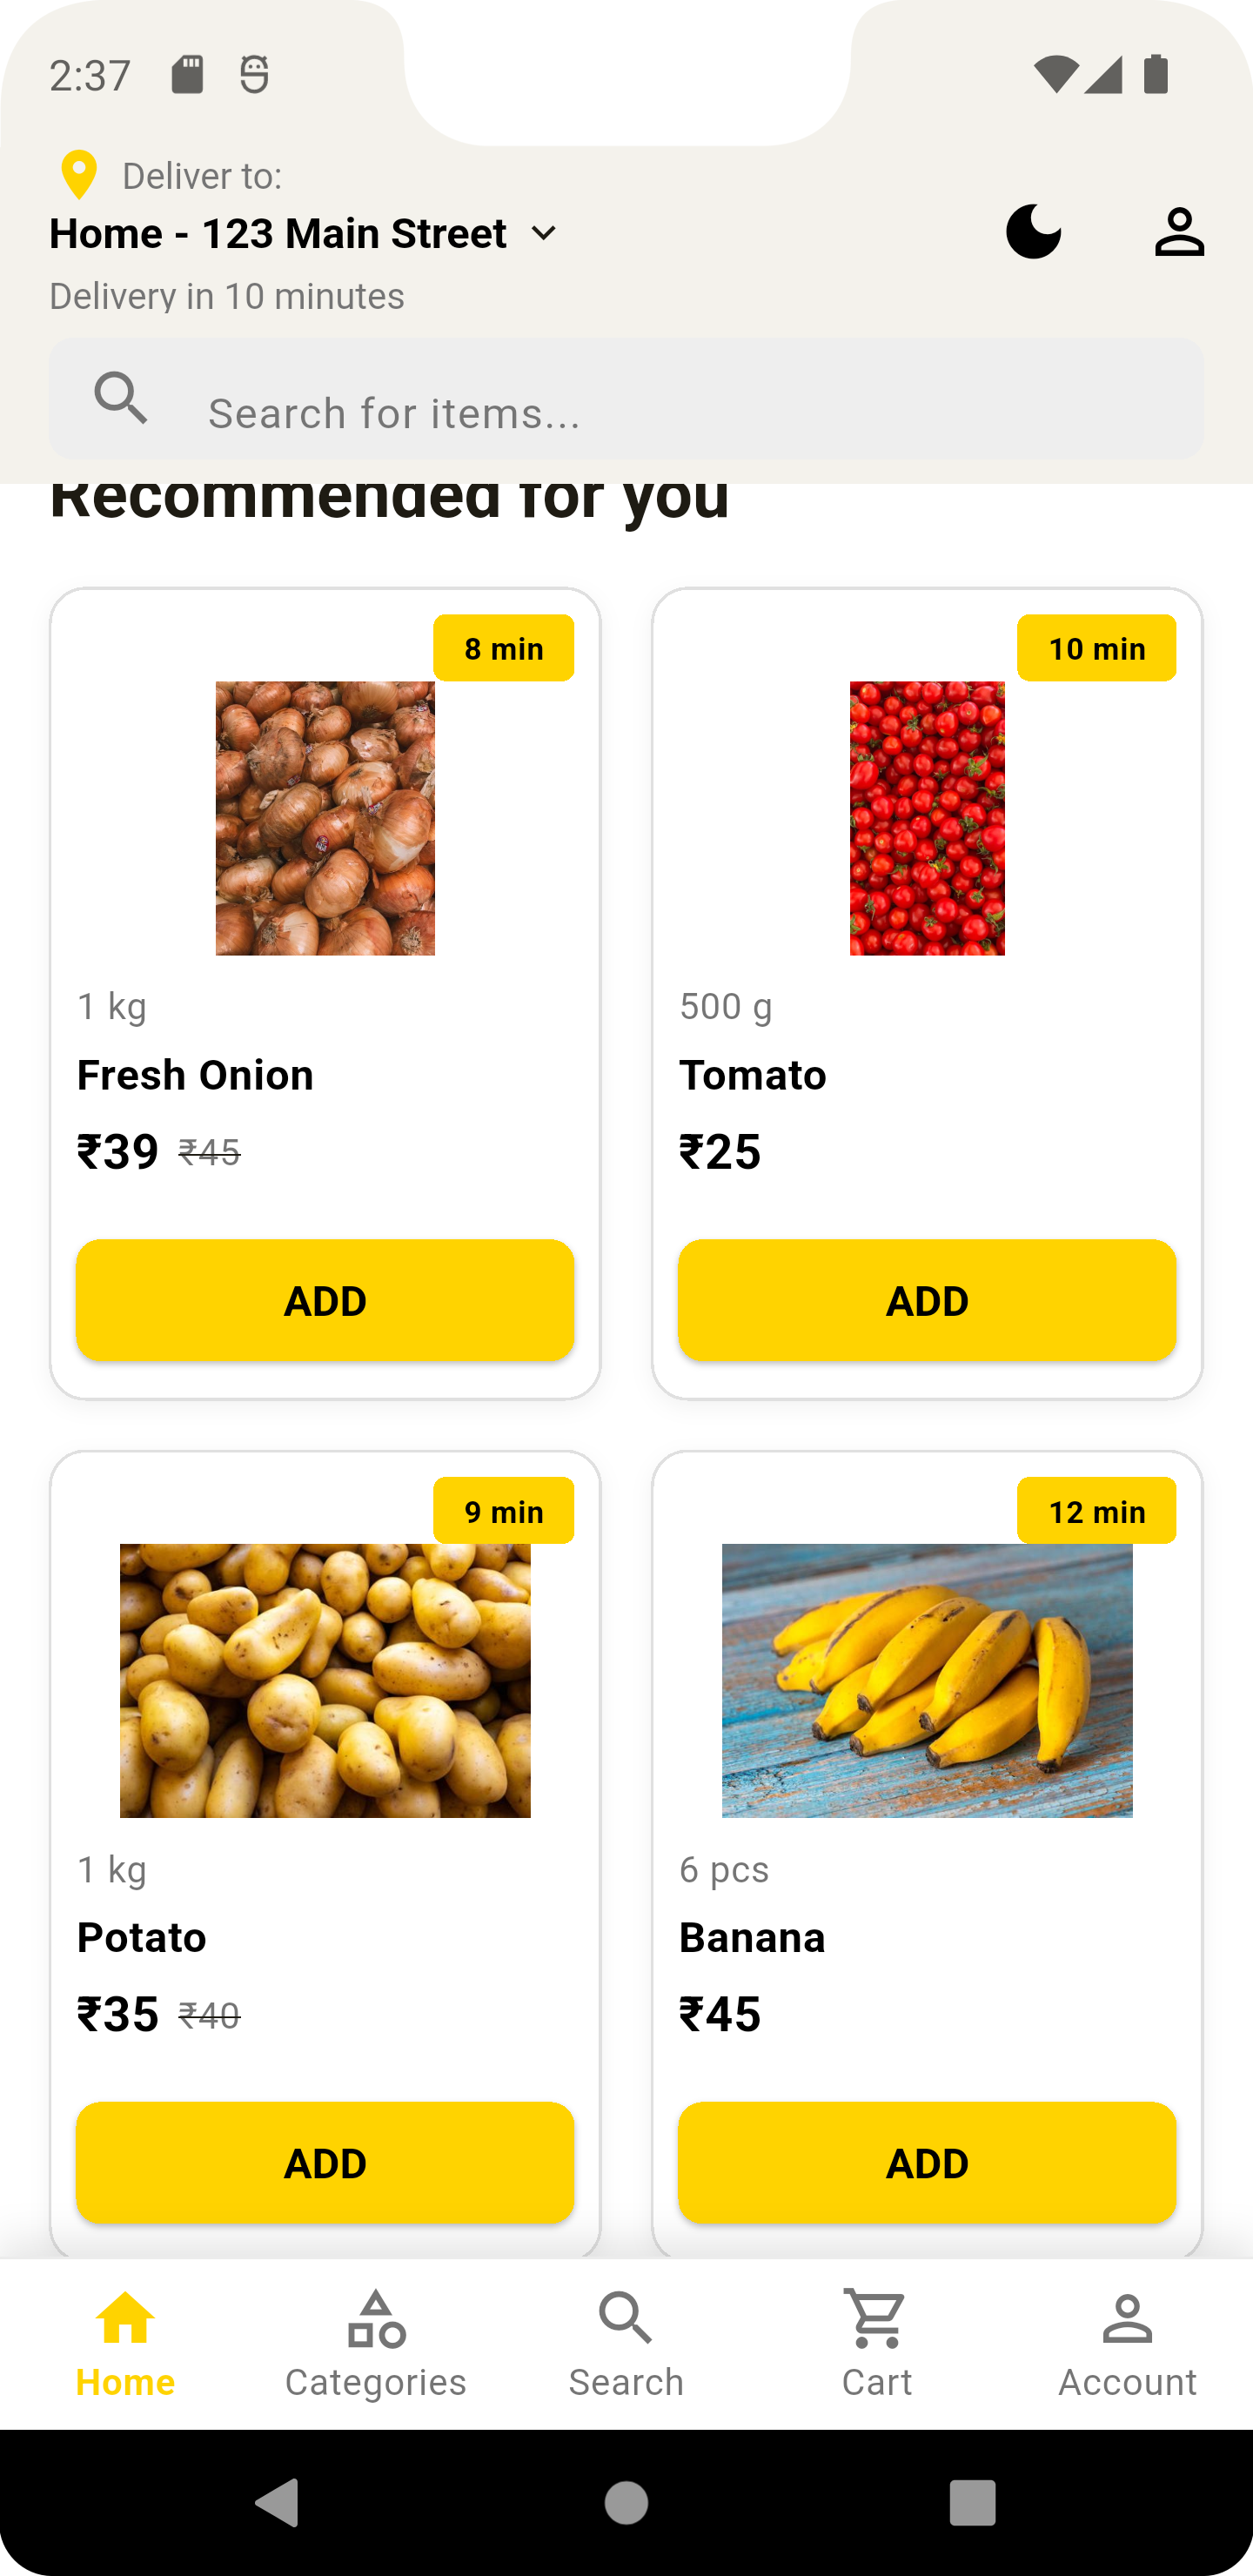 2:37
Deliver to:
Home - 123 Main Street
Delivery in 10 minutes
Search for items...
Recommended for you
8 min
10 min
1 kg
500 g
Fresh Onion
Tomato
₹39 ₹45
₹25
ADD
ADD
9 min
12 min
1 kg
6 pcs
Potato
Banana
₹35 ₹40
₹45
ADD
ADD
Home
Categories
Search
Cart
Account